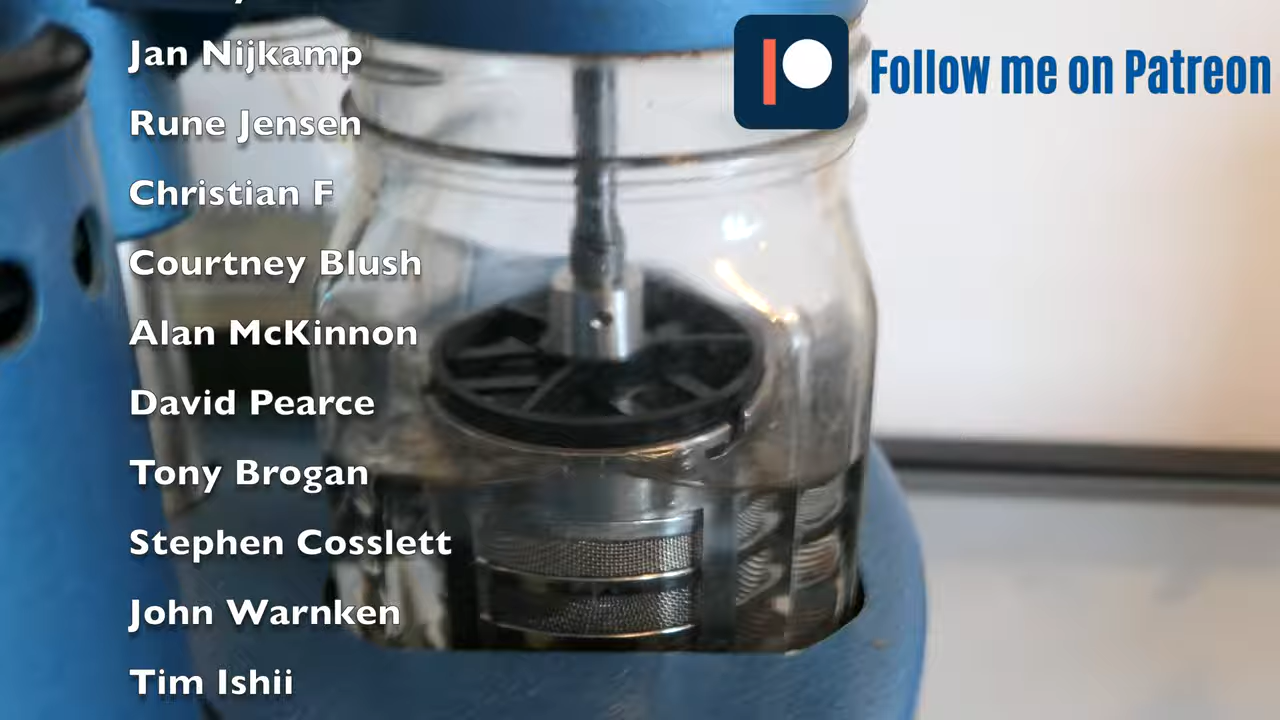 Follow me on Patreon
Jan Nijkamp
Rune Jensen
Christian F
Courtney Blush
Alan McKinnon
David Pearce
Tony Brogan
Stephen Cosslett
John Warnken
Tim Ishii